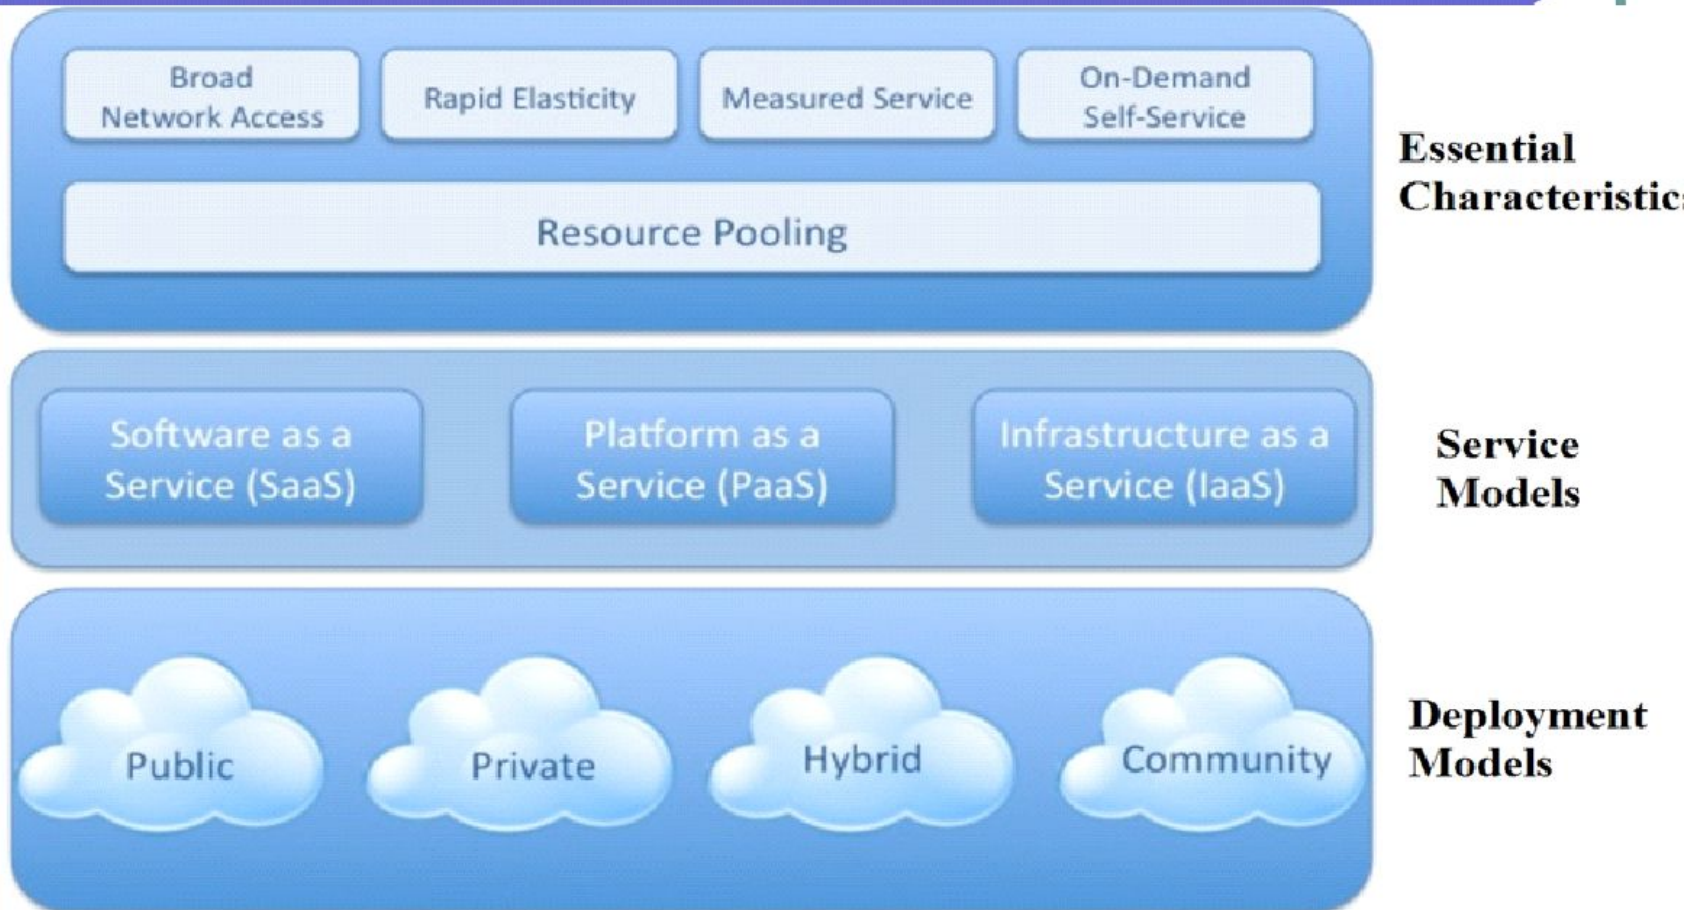 Broad
Network Access
Rapid Elasticity
Measured Service
On-Demand
Self-Service
Resource Pooling
Essential
Characteristics
Software as a
Service (SaaS)
Platform as a
Service (PaaS)
Infrastructure as a
Service (IaaS)
Service
Models
Public
Private
Hybrid
Community
Deployment
Models